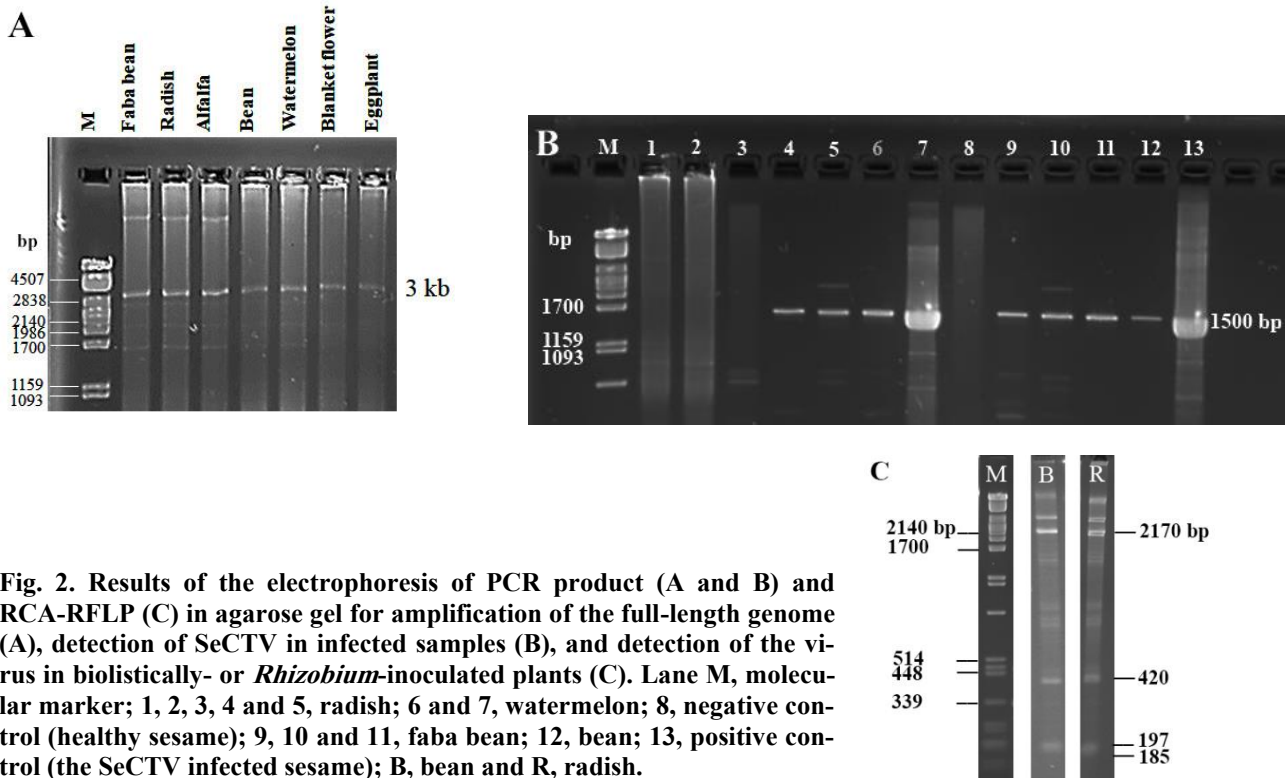 A
M
Faba bean
Radish
Alfalfa
Bean
Watermelon
Blanket flower
Eggplant
bp
4507
2838
2140
1986
1700
1159
1093
3 kb
B M 1 2 3 4 5 6 7 8 9 10 11 12 13
bp
1700
1159
1093
1500 bp
C M B R
2140 bp
1700
514
448
339
2170 bp
420
197
185
Fig. 2. Results of the electrophoresis of PCR product (A and B) and
RCA-RFLP (C) in agarose gel for amplification of the full-length genome
(A), detection of SeCTV in infected samples (B), and detection of the vi-
rus in biolistically- or Rhizobium-inoculated plants (C). Lane M, molecu-
lar marker; 1, 2, 3, 4 and 5, radish; 6 and 7, watermelon; 8, negative con-
trol (healthy sesame); 9, 10 and 11, faba bean; 12, bean; 13, positive con-
trol (the SeCTV infected sesame); B, bean and R, radish.